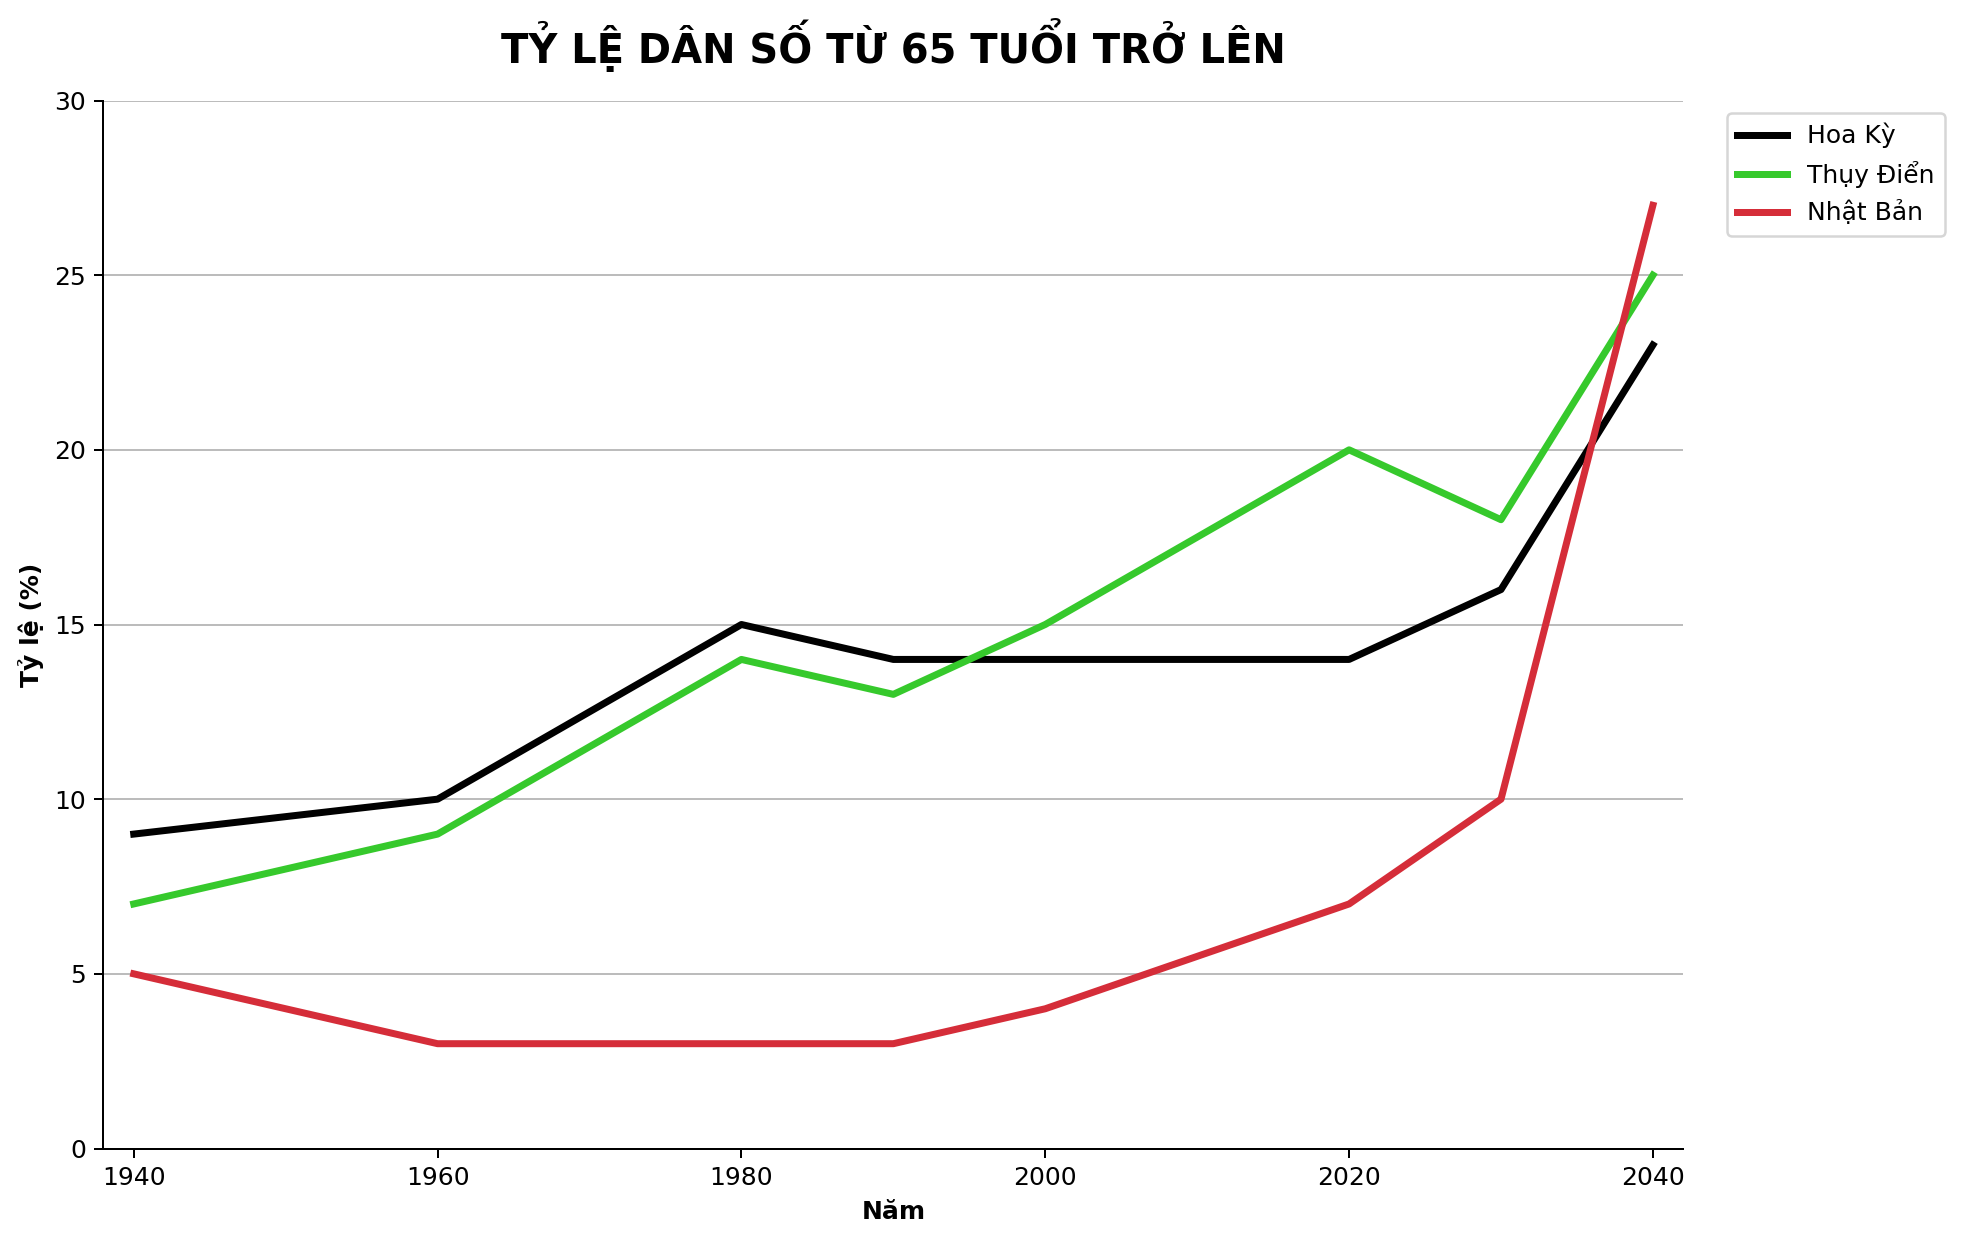 TỶ LỆ DÂN SỐ TỪ 65 TUỔI TRỞ LÊN
Hoa Kỳ
Thụy Điển
Nhật Bản
Tỷ lệ (%)
30
25
20
15
10
5
0
1940 1960 1980 2000 2020 2040
Năm